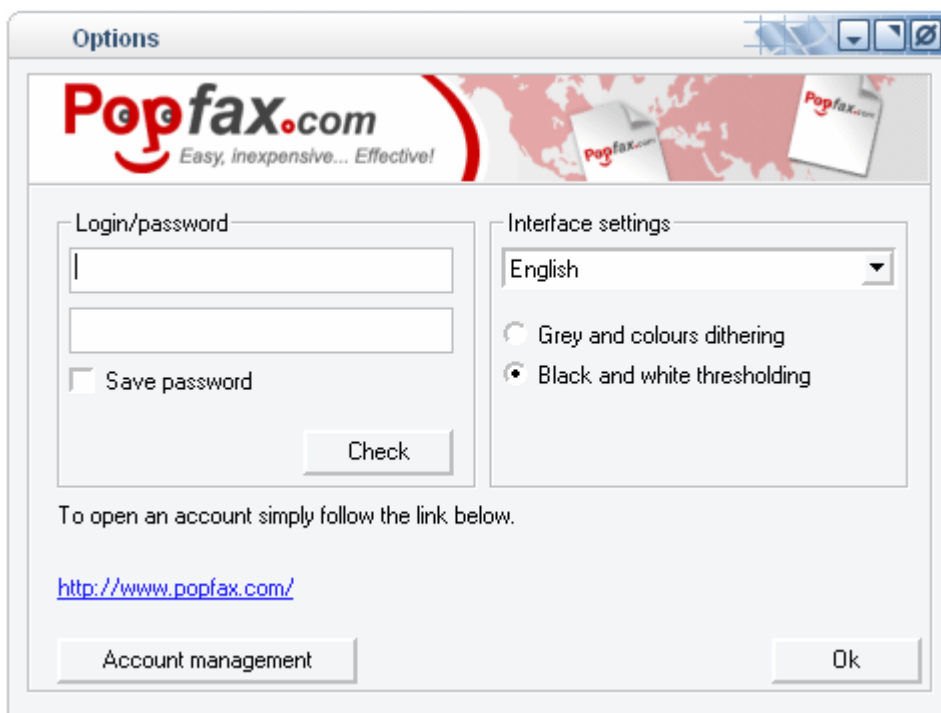 Options
Popfax.com
Easy, inexpensive... Effective!
Popfax.com
Popfax.com
Login/password
Save password
Check
Interface settings
English
Grey and colours dithering
Black and white thresholding
To open an account simply follow the link below.
http://www.popfax.com/
Account management
Ok